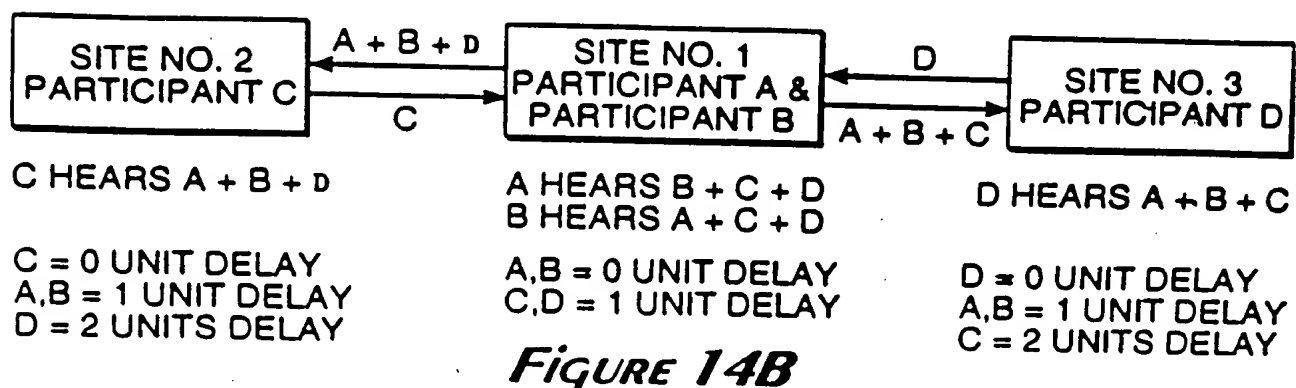 SITE NO. 2
PARTICIPANT C
A + B + D
C
SITE NO. 1
PARTICIPANT A &
PARTICIPANT B
D
A + B + C
SITE NO. 3
PARTICIPANT D
C HEARS A + B + D
C = 0 UNIT DELAY
A,B = 1 UNIT DELAY
D = 2 UNITS DELAY
A HEARS B + C + D
B HEARS A + C + D
A,B = 0 UNIT DELAY
C,D = 1 UNIT DELAY
D HEARS A + B + C
D = 0 UNIT DELAY
A,B = 1 UNIT DELAY
C = 2 UNITS DELAY
FIGURE 14B